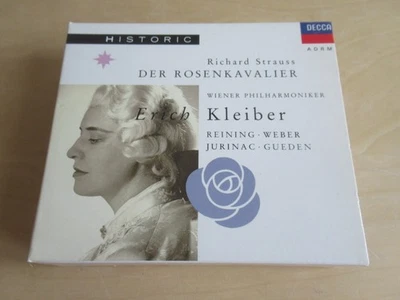 HISTORIC
DECCA
ADRM
Richard Strauss
DER ROSENKAVALIER
WIENER PHILHARMONIKER
Erich Kleiber
REINING · WEBER
JURINAC · GUEDEN